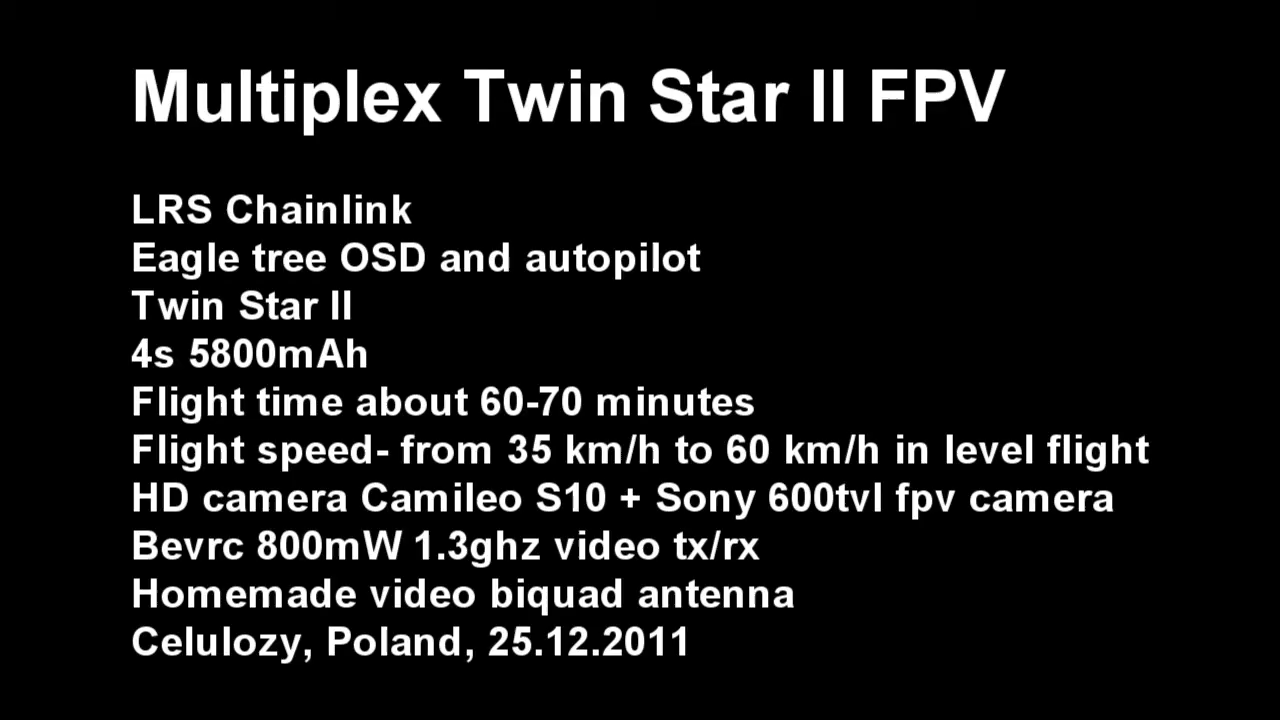 Multiplex Twin Star II FPV
LRS Chainlink
Eagle tree OSD and autopilot
Twin Star II
4s 5800mAh
Flight time about 60-70 minutes
Flight speed- from 35 km/h to 60 km/h in level flight
HD camera Camileo S10 + Sony 600tvl fpv camera
Bevrc 800mW 1.3ghz video tx/rx
Homemade video biquad antenna
Celulozy, Poland, 25.12.2011